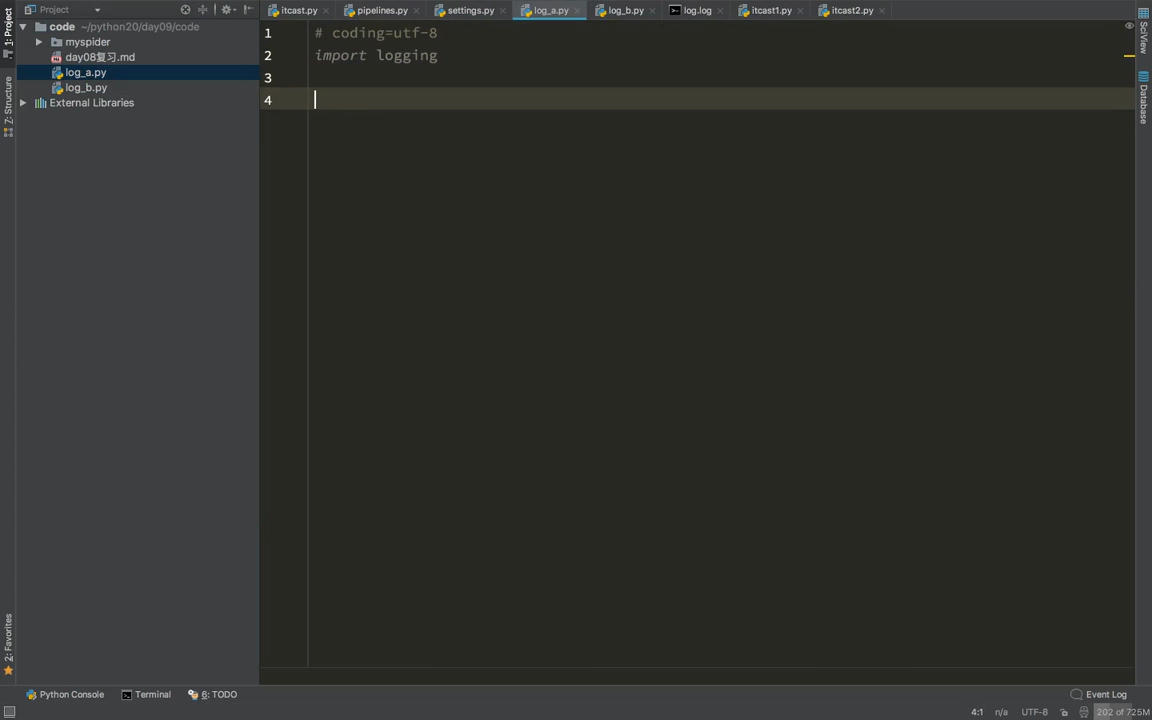 Project
itcast.py
pipelines.py
settings.py
log_a.py
log_b.py
log.log
itcast1.py
itcast2.py
1: Project
Z: Structure
2: Favorites
code ~/python20/day09/code
myspider
day08复习.md
log_a.py
log_b.py
External Libraries
1 # coding=utf-8
2 import logging
3
4
SciView
Database
Python Console
Terminal
6: TODO
Event Log
4:1 n/a UTF-8 202 of 725M